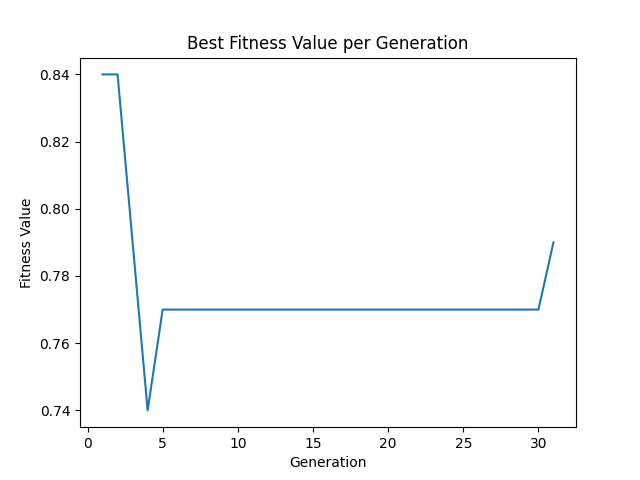 Best Fitness Value per Generation
0.84
0.82
0.80
0.78
0.76
0.74
Fitness Value
0 5 10 15 20 25 30
Generation